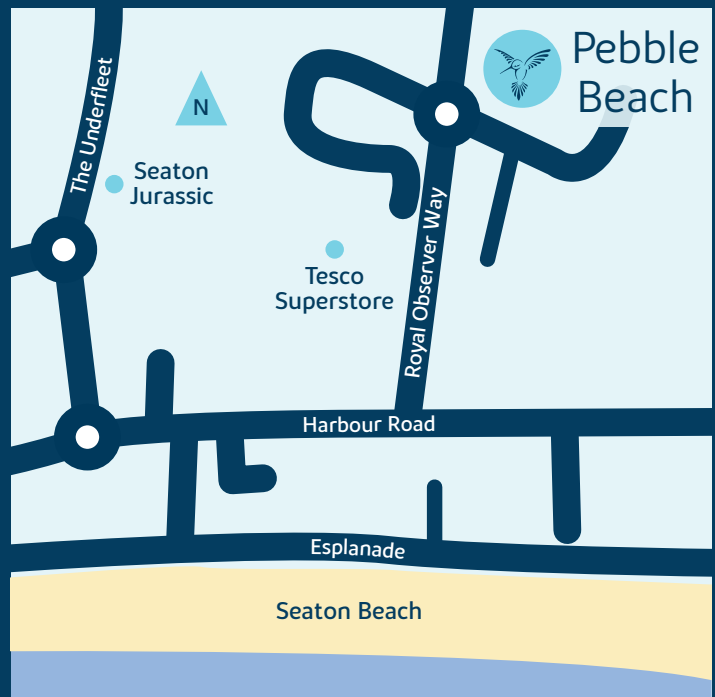 Pebble
Beach
The Underfleet
N
Seaton
Jurassic
Royal Observer Way
Tesco
Superstore
Harbour Road
Esplanade
Seaton Beach